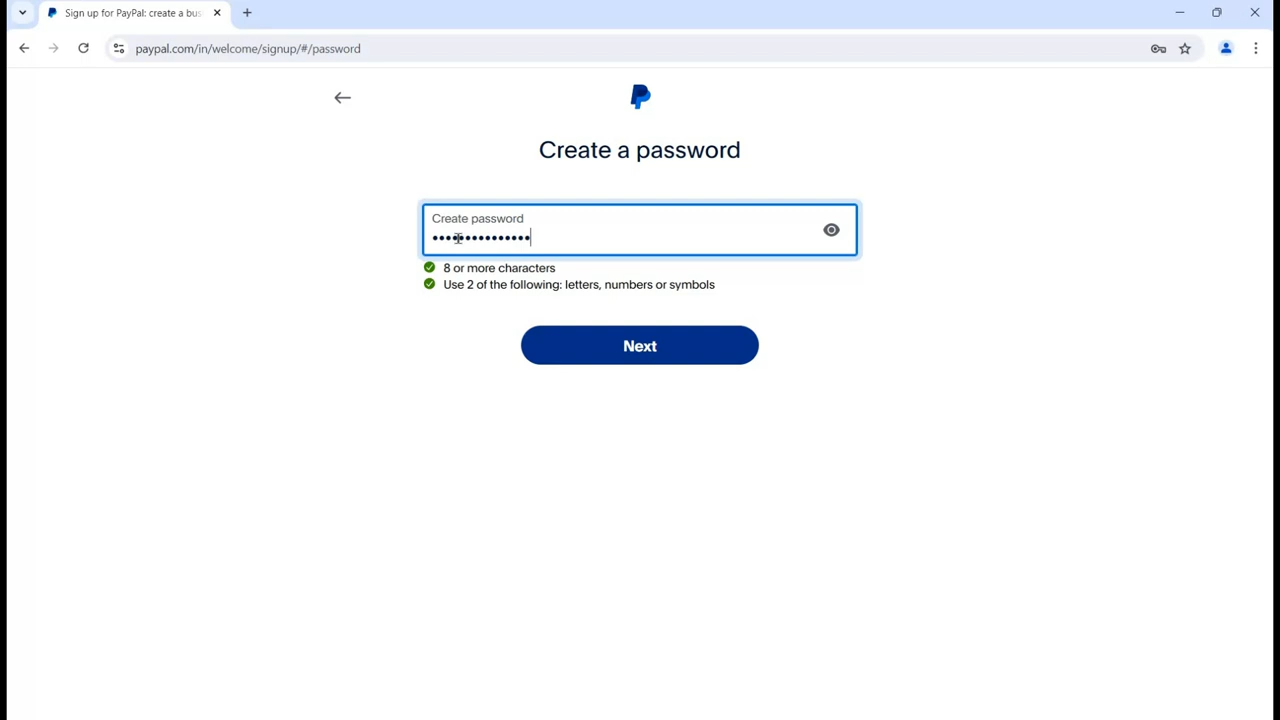 Sign up for PayPal: create a bus
paypal.com/in/welcome/signup/#/password
Create a password
Create password
•••••••••••••••
8 or more characters
Use 2 of the following: letters, numbers or symbols
Next